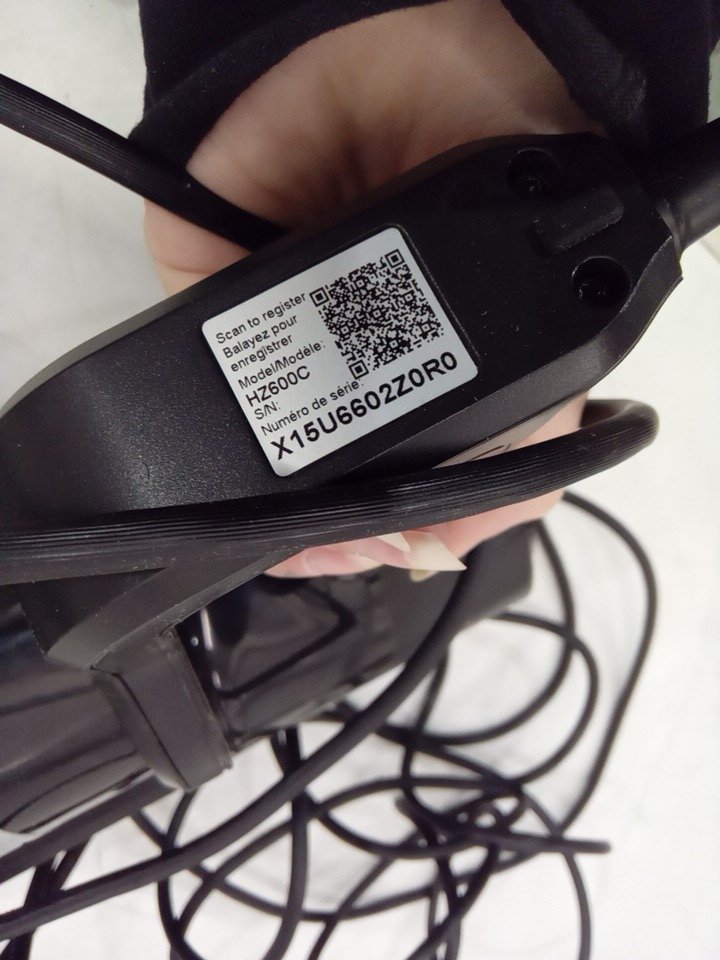 Scan to register
Balayez pour
enregistrer
Model/Modèle:
HZ600C
S/N:
Numéro de série:
X15U6602Z0R0